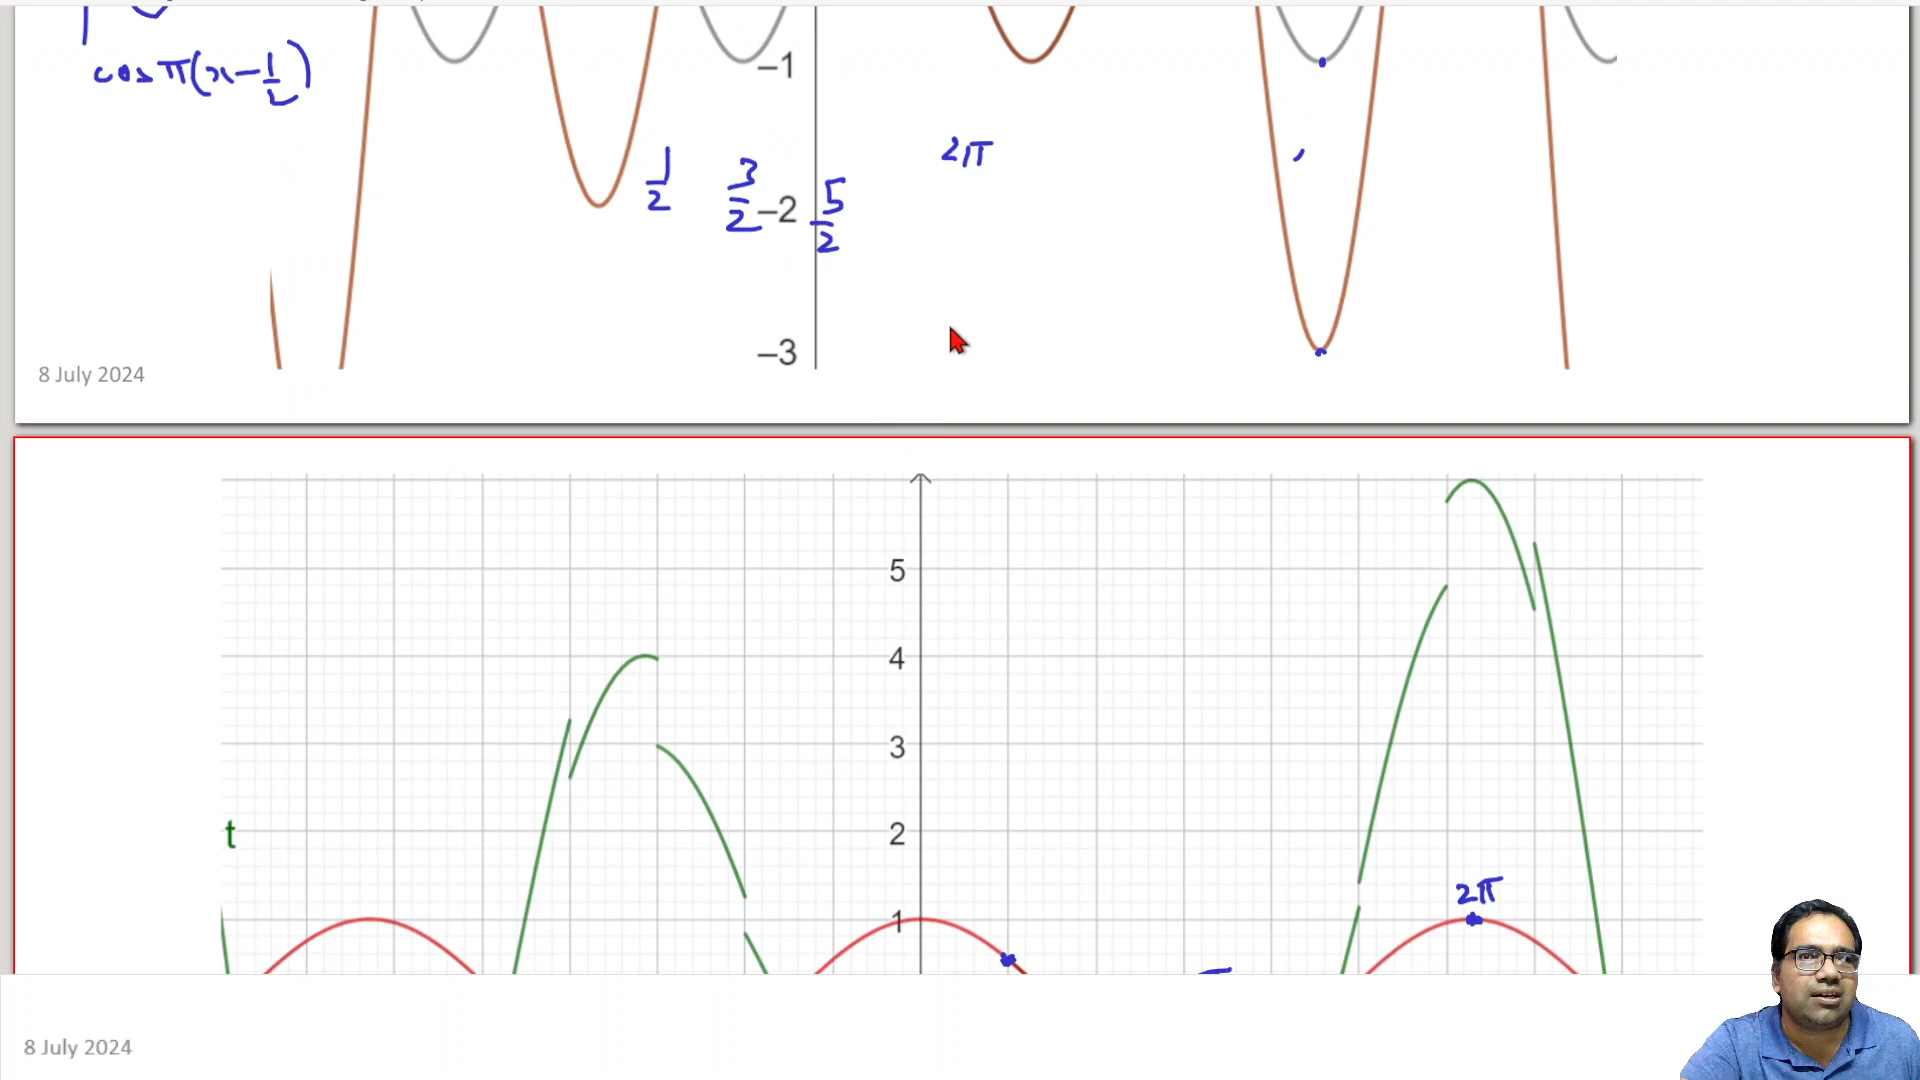 cos π(x-1/2)
-1
2π
1/2 3/2 5/2
-2
-3
8 July 2024
5
4
3
t
2
2π
1
8 July 2024